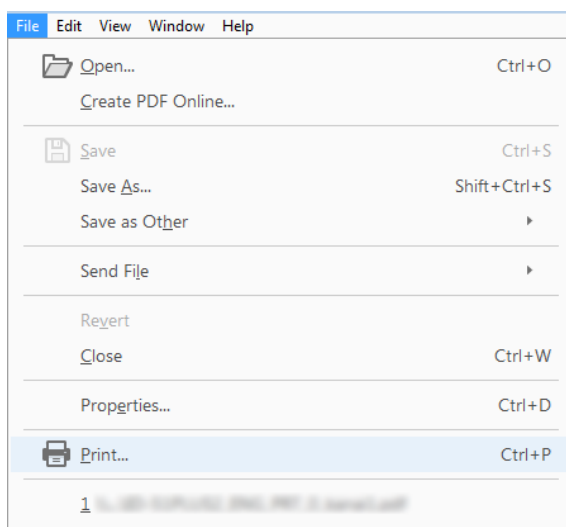 File Edit View Window Help
Open... Ctrl+O
Create PDF Online...
Save Ctrl+S
Save As... Shift+Ctrl+S
Save as Other
Send File
Revert
Close Ctrl+W
Properties... Ctrl+D
Print... Ctrl+P
1